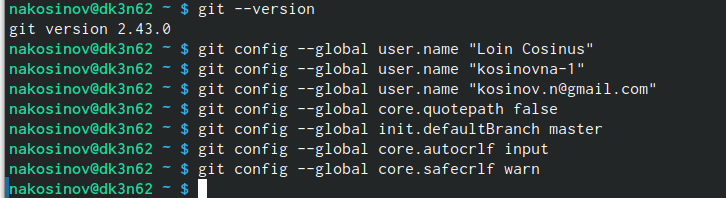 nakosinov@dk3n62 ~ $ git --version
git version 2.43.0
nakosinov@dk3n62 ~ $ git config --global user.name "Loin Cosinus"
nakosinov@dk3n62 ~ $ git config --global user.name "kosinovna-1"
nakosinov@dk3n62 ~ $ git config --global user.name "kosinov.n@gmail.com"
nakosinov@dk3n62 ~ $ git config --global core.quotepath false
nakosinov@dk3n62 ~ $ git config --global init.defaultBranch master
nakosinov@dk3n62 ~ $ git config --global core.autocrlf input
nakosinov@dk3n62 ~ $ git config --global core.safecrlf warn
nakosinov@dk3n62 ~ $